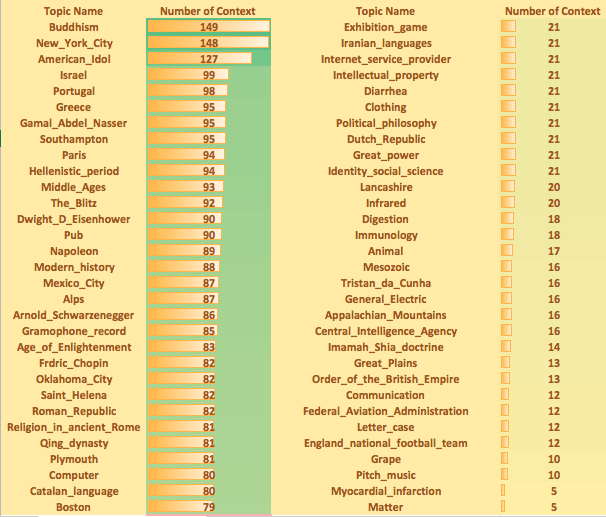 Topic Name Number of Context Topic Name Number of Context
Buddhism 149 Exhibition_game 21
New_York_City 148 Iranian_languages 21
American_Idol 127 Internet_service_provider 21
Israel 99 Intellectual_property 21
Portugal 98 Diarrhea 21
Greece 95 Clothing 21
Gamal_Abdel_Nasser 95 Political_philosophy 21
Southampton 95 Dutch_Republic 21
Paris 94 Great_power 21
Hellenistic_period 94 Identity_social_science 21
Middle_Ages 93 Lancashire 20
The_Blitz 92 Infrared 20
Dwight_D_Eisenhower 90 Digestion 18
Pub 90 Immunology 18
Napoleon 89 Animal 17
Modern_history 88 Mesozoic 16
Mexico_City 87 Tristan_da_Cunha 16
Alps 87 General_Electric 16
Arnold_Schwarzenegger 86 Appalachian_Mountains 16
Gramophone_record 85 Central_Intelligence_Agency 16
Age_of_Enlightenment 83 Imamah_Shia_doctrine 14
Frdric_Chopin 82 Great_Plains 13
Oklahoma_City 82 Order_of_the_British_Empire 13
Saint_Helena 82 Communication 12
Roman_Republic 82 Federal_Aviation_Administration 12
Religion_in_ancient_Rome 81 Letter_case 12
Qing_dynasty 81 England_national_football_team 12
Plymouth 81 Grape 10
Computer 80 Pitch_music 10
Catalan_language 80 Myocardial_infarction 5
Boston 79 Matter 5